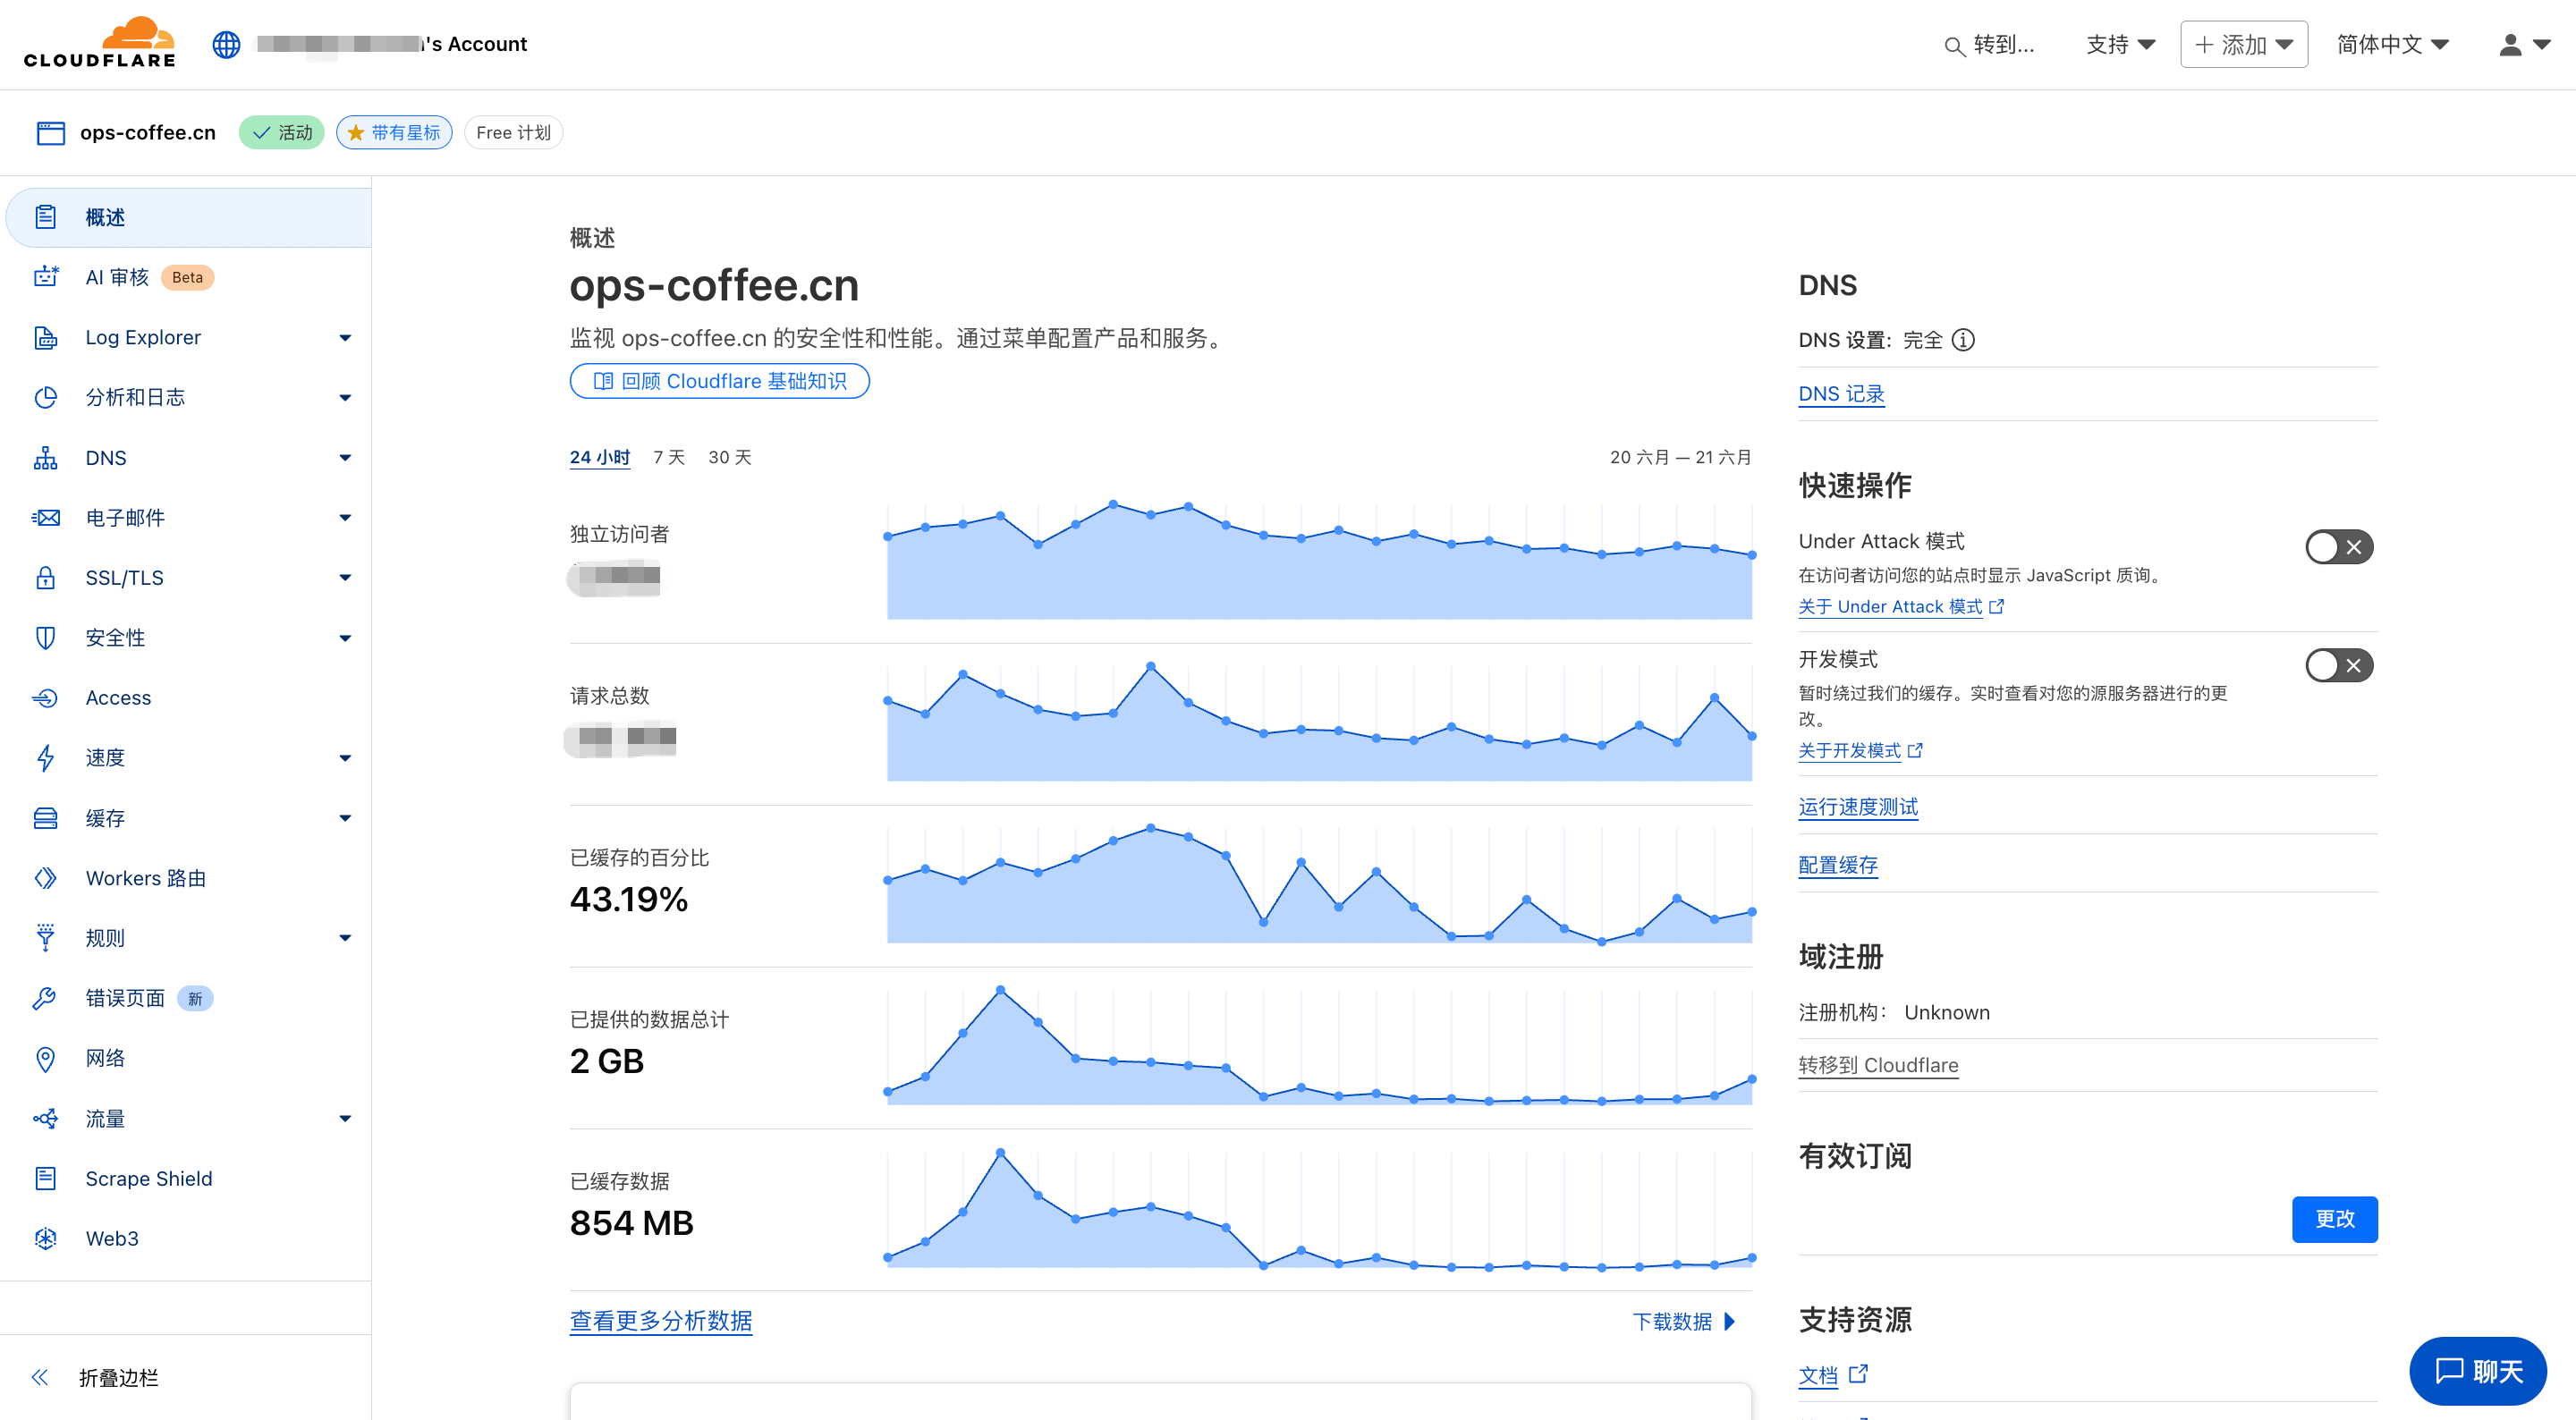 CLOUDFLARE
's Account
转到...
支持
添加
简体中文
ops-coffee.cn
活动
带有星标
Free 计划
概述
AI 审核 Beta
Log Explorer
分析和日志
DNS
电子邮件
SSL/TLS
安全性
Access
速度
缓存
Workers 路由
规则
错误页面 新
网络
流量
Scrape Shield
Web3
折叠边栏
概述
ops-coffee.cn
监视 ops-coffee.cn 的安全性和性能。通过菜单配置产品和服务。
回顾 Cloudflare 基础知识
24 小时 7 天 30 天
20 六月 — 21 六月
独立访问者
请求总数
已缓存的百分比
43.19%
已提供的数据总计
2 GB
已缓存数据
854 MB
查看更多分析数据
下载数据
DNS
DNS 设置: 完全
DNS 记录
快速操作
Under Attack 模式
在访问者访问您的站点时显示 JavaScript 质询。
关于 Under Attack 模式
开发模式
暂时绕过我们的缓存。实时查看对您的源服务器进行的更
改。
关于开发模式
运行速度测试
配置缓存
域注册
注册机构: Unknown
转移到 Cloudflare
有效订阅
更改
支持资源
文档
聊天